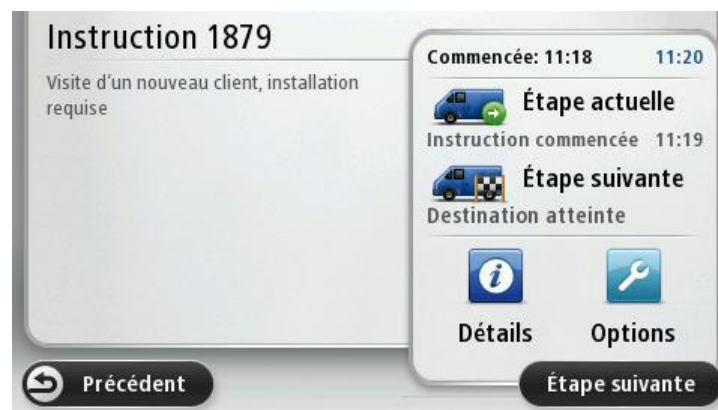 Instruction 1879
Visite d'un nouveau client, installation
requise
Commencée: 11:18 11:20
Étape actuelle
Instruction commencée 11:19
Étape suivante
Destination atteinte
Détails Options
Précédent
Étape suivante